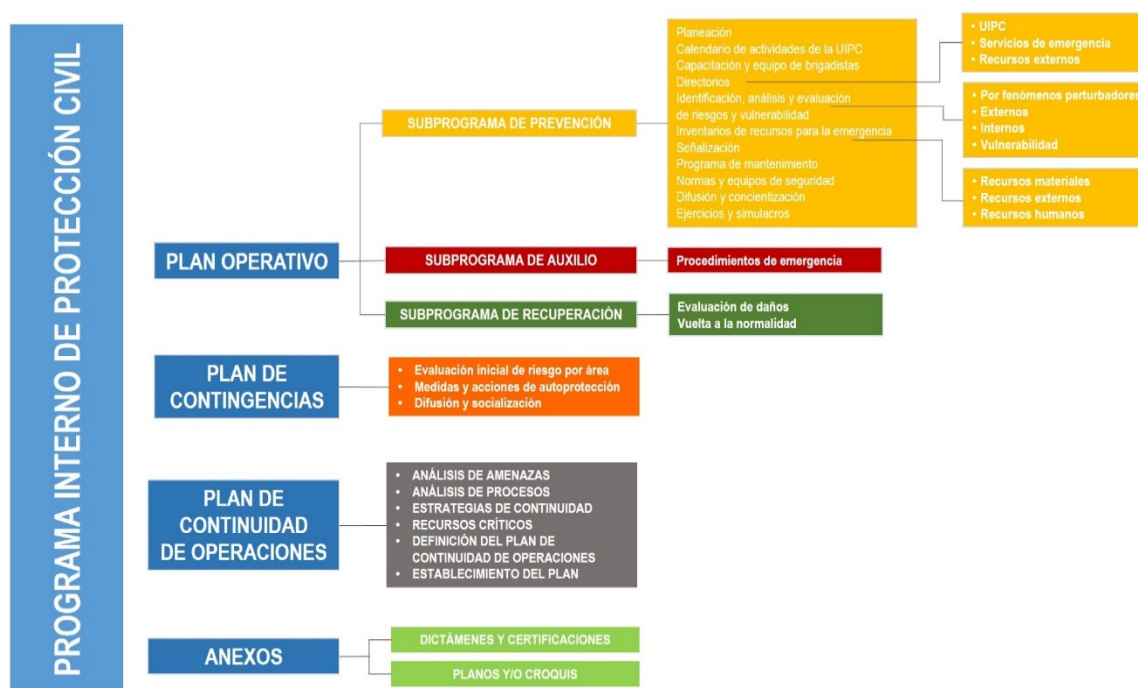 PROGRAMA INTERNO DE PROTECCIÓN CIVIL
PLAN OPERATIVO
SUBPROGRAMA DE PREVENCIÓN
Planeación
Calendario de actividades de la UIPC
Capacitación y equipo de brigadistas
Directorios
Identificación, análisis y evaluación
de riesgos y vulnerabilidad
Inventarios de recursos para la emergencia
Señalización
Programa de mantenimiento
Normas y equipos de seguridad
Difusión y concientización
Ejercicios y simulacros
• UIPC
• Servicios de emergencia
• Recursos externos
• Por fenómenos perturbadores
• Externos
• Internos
• Vulnerabilidad
• Recursos materiales
• Recursos externos
• Recursos humanos
SUBPROGRAMA DE AUXILIO
Procedimientos de emergencia
SUBPROGRAMA DE RECUPERACIÓN
Evaluación de daños
Vuelta a la normalidad
PLAN DE
CONTINGENCIAS
• Evaluación inicial de riesgo por área
• Medidas y acciones de autoprotección
• Difusión y socialización
PLAN DE
CONTINUIDAD
DE OPERACIONES
• ANÁLISIS DE AMENAZAS
• ANÁLISIS DE PROCESOS
• ESTRATEGIAS DE CONTINUIDAD
• RECURSOS CRÍTICOS
• DEFINICIÓN DEL PLAN DE
CONTINUIDAD DE OPERACIONES
• ESTABLECIMIENTO DEL PLAN
ANEXOS
DICTÁMENES Y CERTIFICACIONES
PLANOS Y/O CROQUIS